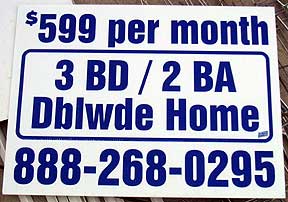 $599 per month
3 BD / 2 BA
Dblwde Home
888-268-0295